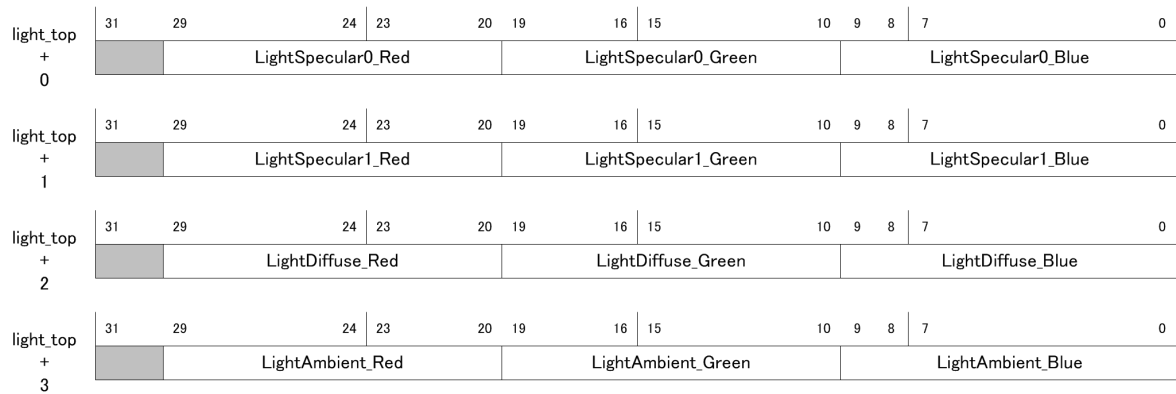 31 29 24 23 20 19 16 15 10 9 8 7 0
light_top
+
0
LightSpecular0_Red LightSpecular0_Green LightSpecular0_Blue
31 29 24 23 20 19 16 15 10 9 8 7 0
light_top
+
1
LightSpecular1_Red LightSpecular1_Green LightSpecular1_Blue
31 29 24 23 20 19 16 15 10 9 8 7 0
light_top
+
2
LightDiffuse_Red LightDiffuse_Green LightDiffuse_Blue
31 29 24 23 20 19 16 15 10 9 8 7 0
light_top
+
3
LightAmbient_Red LightAmbient_Green LightAmbient_Blue